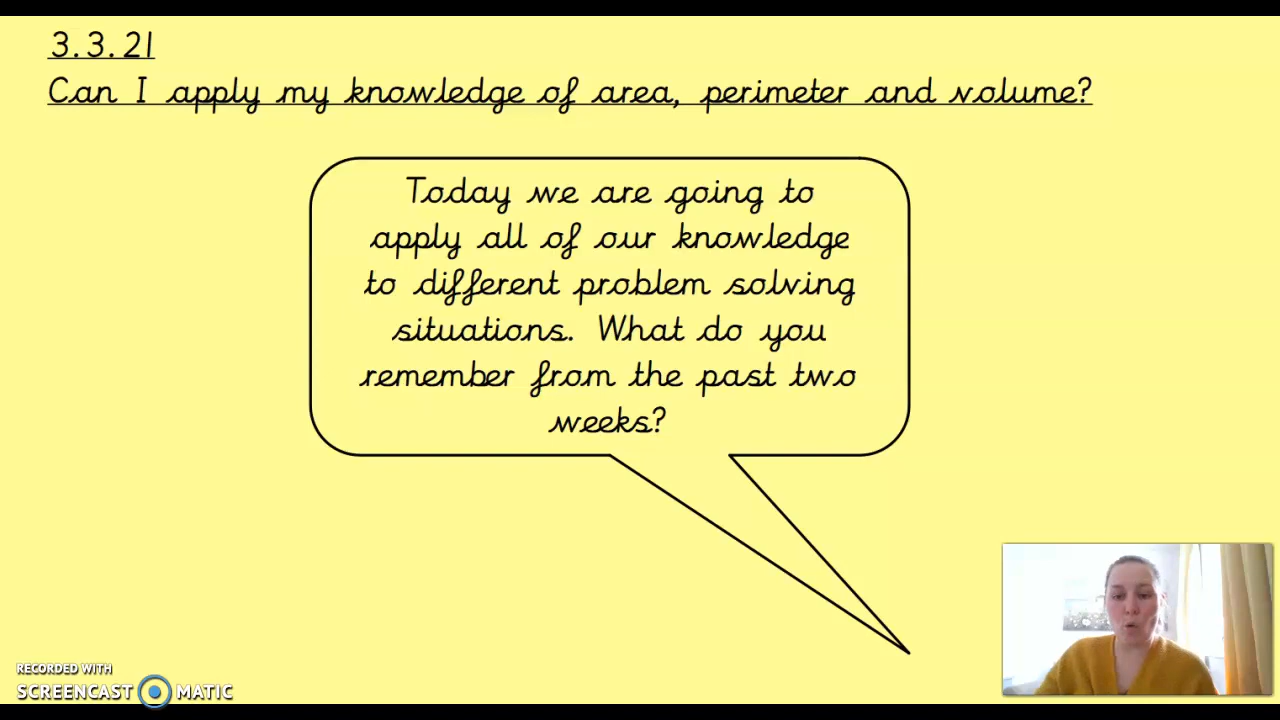 3.3.21
Can I apply my knowledge of area, perimeter and volume?
Today we are going to
apply all of our knowledge
to different problem solving
situations. What do you
remember from the past two
weeks?
RECORDED WITH
SCREENCAST MATIC